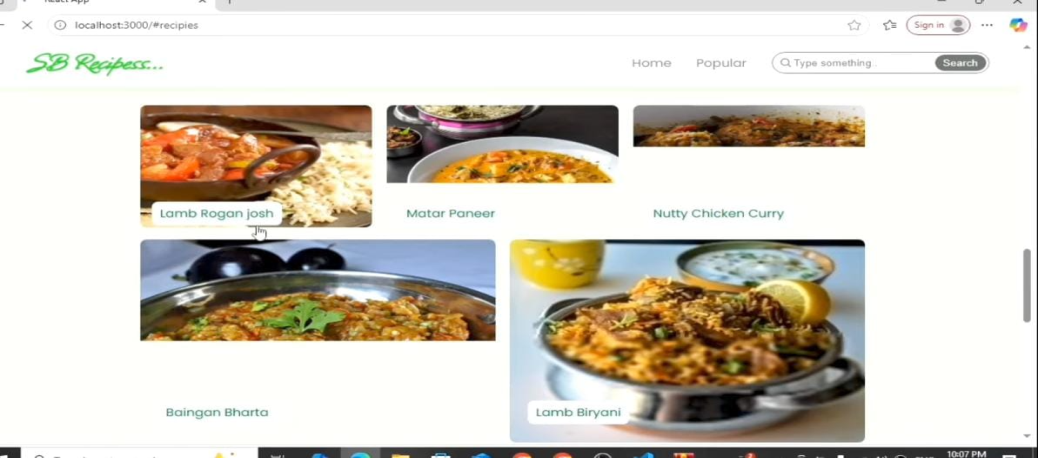 React App
localhost:3000/#recipies
Sign in
SB Recipess...
Home
Popular
Type something .
Search
Lamb Rogan josh
Matar Paneer
Nutty Chicken Curry
Baingan Bharta
Lamb Biryani
10:07 PM